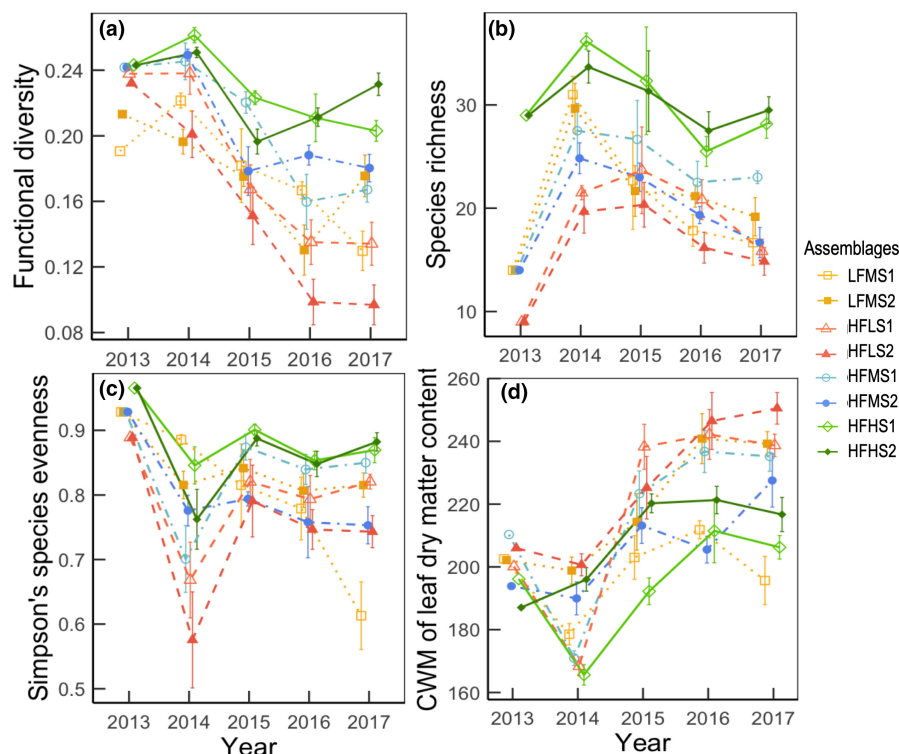 (a)
Functional diversity
0.24
0.20
0.16
0.12
0.08
2013 2014 2015 2016 2017
(b)
Species richness
30
20
10
2013 2014 2015 2016 2017
(c)
Simpson's species evenness
0.9
0.8
0.7
0.6
0.5
2013 2014 2015 2016 2017
Year
(d)
CWM of leaf dry matter content
260
240
220
200
180
160
2013 2014 2015 2016 2017
Year
Assemblages
LFMS1
LFMS2
HFLS1
HFLS2
HFMS1
HFMS2
HFHS1
HFHS2